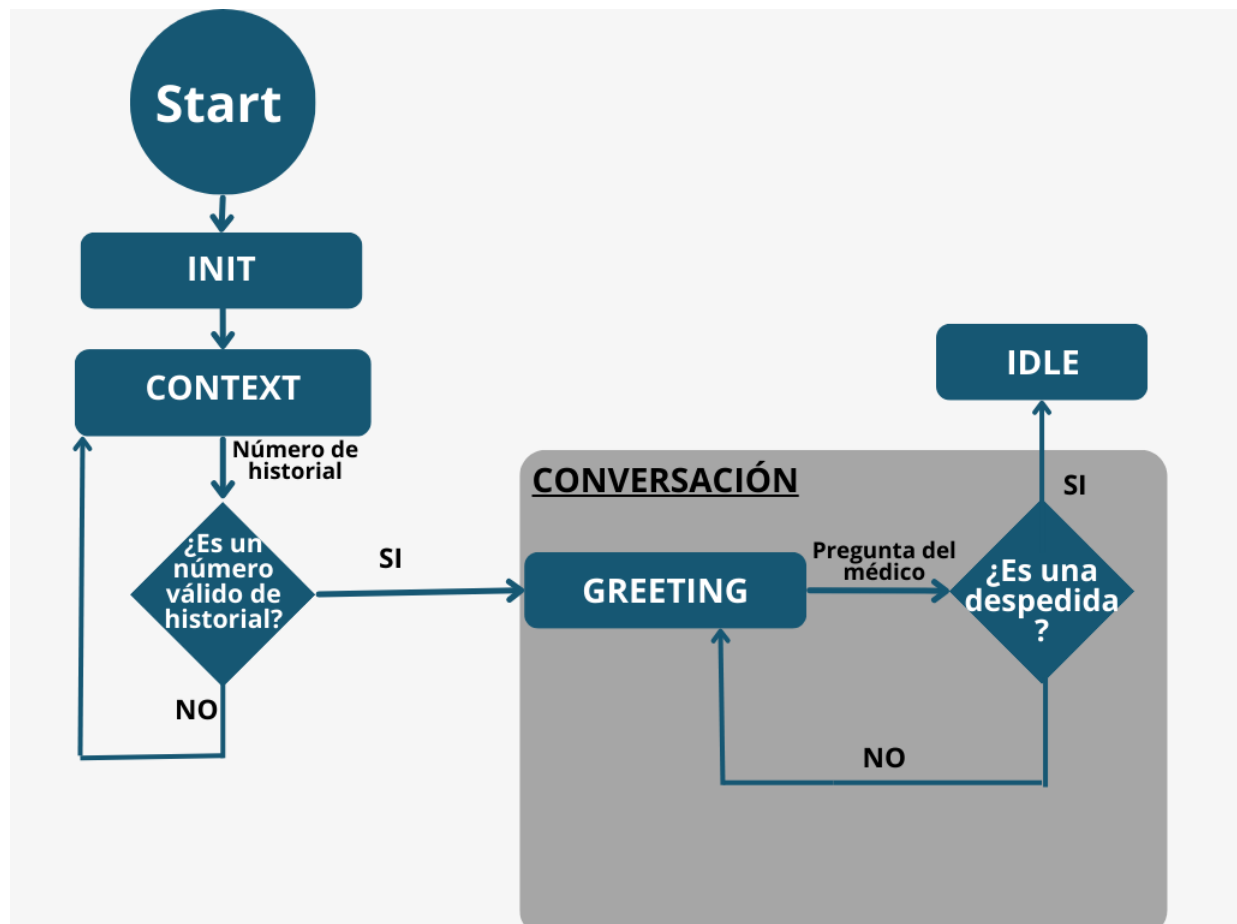 Start
INIT
CONTEXT
Número de
historial
¿Es un
número
válido de
historial?
NO
SI
CONVERSACIÓN
GREETING
Pregunta del
médico
¿Es una
despedida
?
NO
SI
IDLE